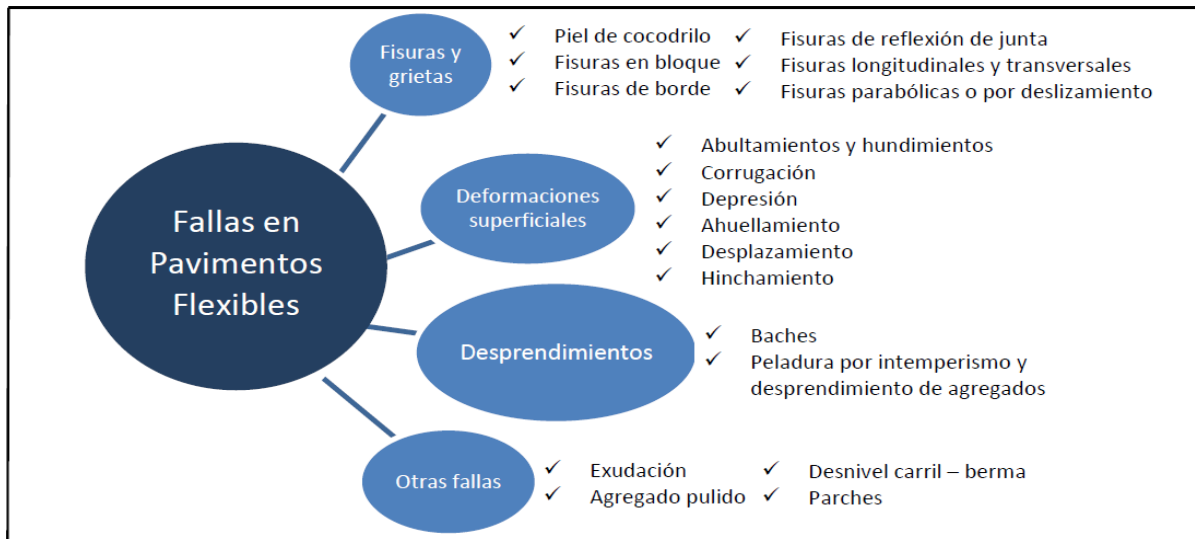 Fallas en
Pavimentos
Flexibles
Fisuras y
grietas
✓ Piel de cocodrilo
✓ Fisuras en bloque
✓ Fisuras de borde
✓ Fisuras de reflexión de junta
✓ Fisuras longitudinales y transversales
✓ Fisuras parabólicas o por deslizamiento
Deformaciones
superficiales
✓ Abultamientos y hundimientos
✓ Corrugación
✓ Depresión
✓ Ahuellamiento
✓ Desplazamiento
✓ Hinchamiento
Desprendimientos
✓ Baches
✓ Peladura por intemperismo y
desprendimiento de agregados
Otras fallas
✓ Exudación
✓ Agregado pulido
✓ Desnivel carril – berma
✓ Parches